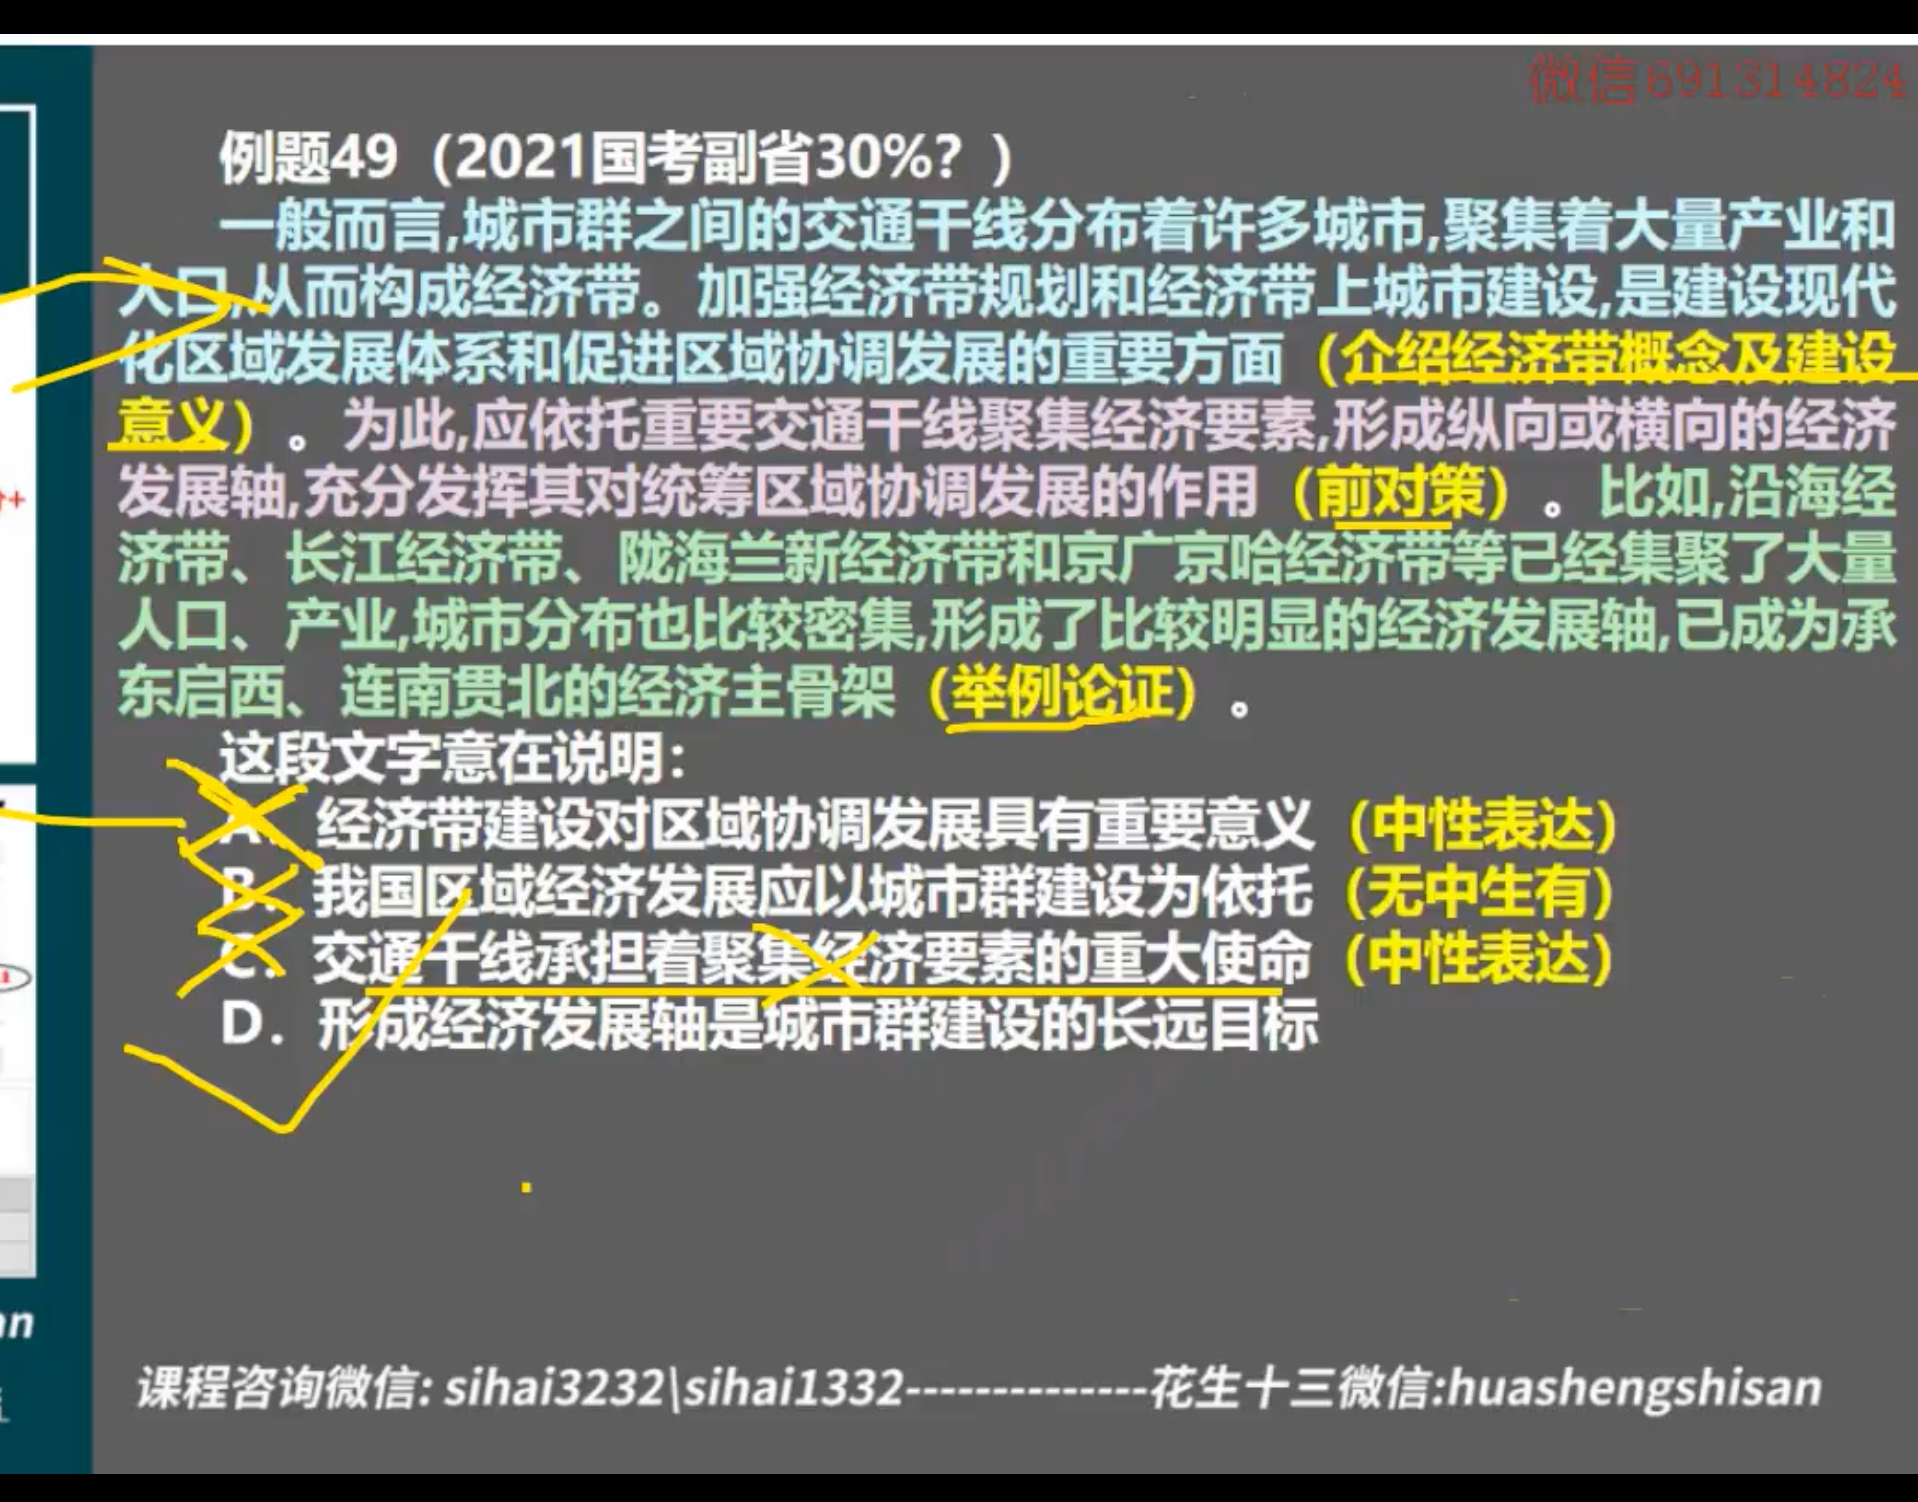 微信691314824
例题49（2021国考副省30%？）
一般而言,城市群之间的交通干线分布着许多城市,聚集着大量产业和
人口,从而构成经济带。加强经济带规划和经济带上城市建设,是建设现代
化区域发展体系和促进区域协调发展的重要方面（介绍经济带概念及建设
意义）。为此,应依托重要交通干线聚集经济要素,形成纵向或横向的经济
发展轴,充分发挥其对统筹区域协调发展的作用（前对策）。比如,沿海经
济带、长江经济带、陇海兰新经济带和京广京哈经济带等已经集聚了大量
人口、产业,城市分布也比较密集,形成了比较明显的经济发展轴,已成为承
东启西、连南贯北的经济主骨架（举例论证）。
这段文字意在说明：
A．经济带建设对区域协调发展具有重要意义（中性表达）
B．我国区域经济发展应以城市群建设为依托（无中生有）
C．交通干线承担着聚集经济要素的重大使命（中性表达）
D．形成经济发展轴是城市群建设的长远目标
an
课程咨询微信: sihai3232\sihai1332--------------花生十三微信:huashengshisan